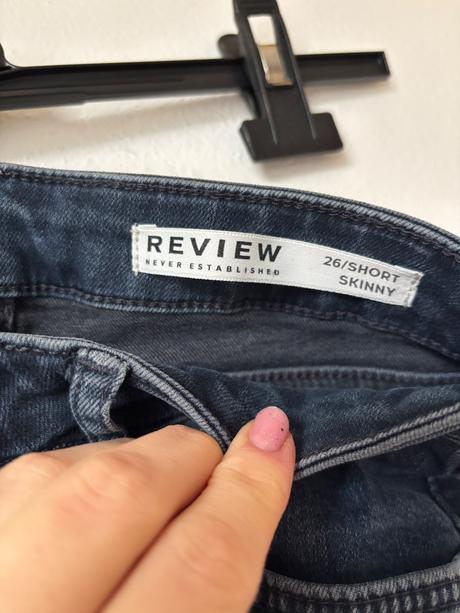 REVIEW
NEVER ESTABLISHED
26/SHORT
SKINNY